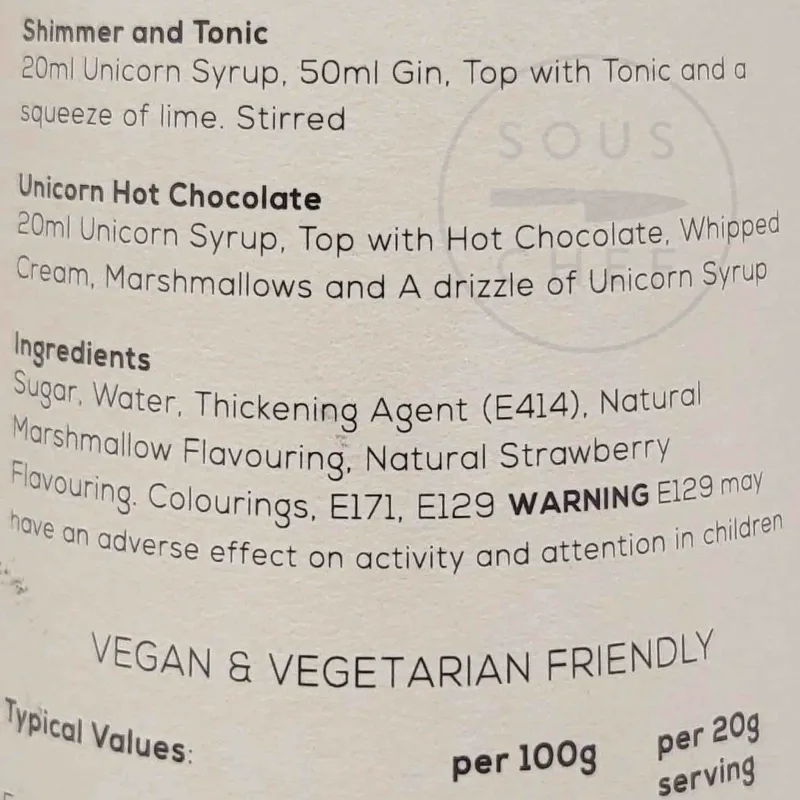 Shimmer and Tonic
20ml Unicorn Syrup, 50ml Gin, Top with Tonic and a
squeeze of lime. Stirred
SOUS
CHEF
Unicorn Hot Chocolate
20ml Unicorn Syrup, Top with Hot Chocolate, Whipped
Cream, Marshmallows and A drizzle of Unicorn Syrup
Ingredients
Sugar, Water, Thickening Agent (E414), Natural
Marshmallow Flavouring, Natural Strawberry
Flavouring. Colourings, E171, E129 WARNING E129 may
have an adverse effect on activity and attention in children
VEGAN & VEGETARIAN FRIENDLY
Typical Values:
per 100g
per 20g
serving